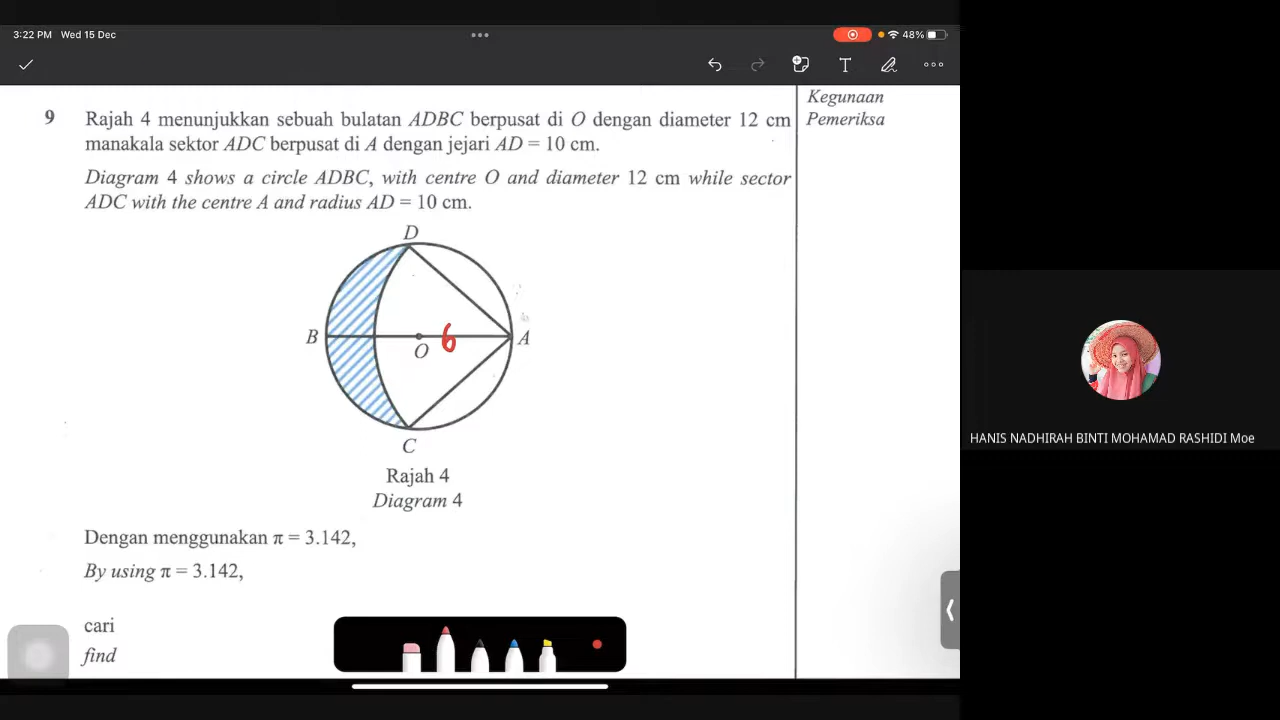 3:22 PM Wed 15 Dec
48%
T
Kegunaan
Pemeriksa
9 Rajah 4 menunjukkan sebuah bulatan ADBC berpusat di O dengan diameter 12 cm
manakala sektor ADC berpusat di A dengan jejari AD = 10 cm.
Diagram 4 shows a circle ADBC, with centre O and diameter 12 cm while sector
ADC with the centre A and radius AD = 10 cm.
D
B
O
6
A
C
Rajah 4
Diagram 4
Dengan menggunakan π = 3.142,
By using π = 3.142,
cari
find
HANIS NADHIRAH BINTI MOHAMAD RASHIDI Moe